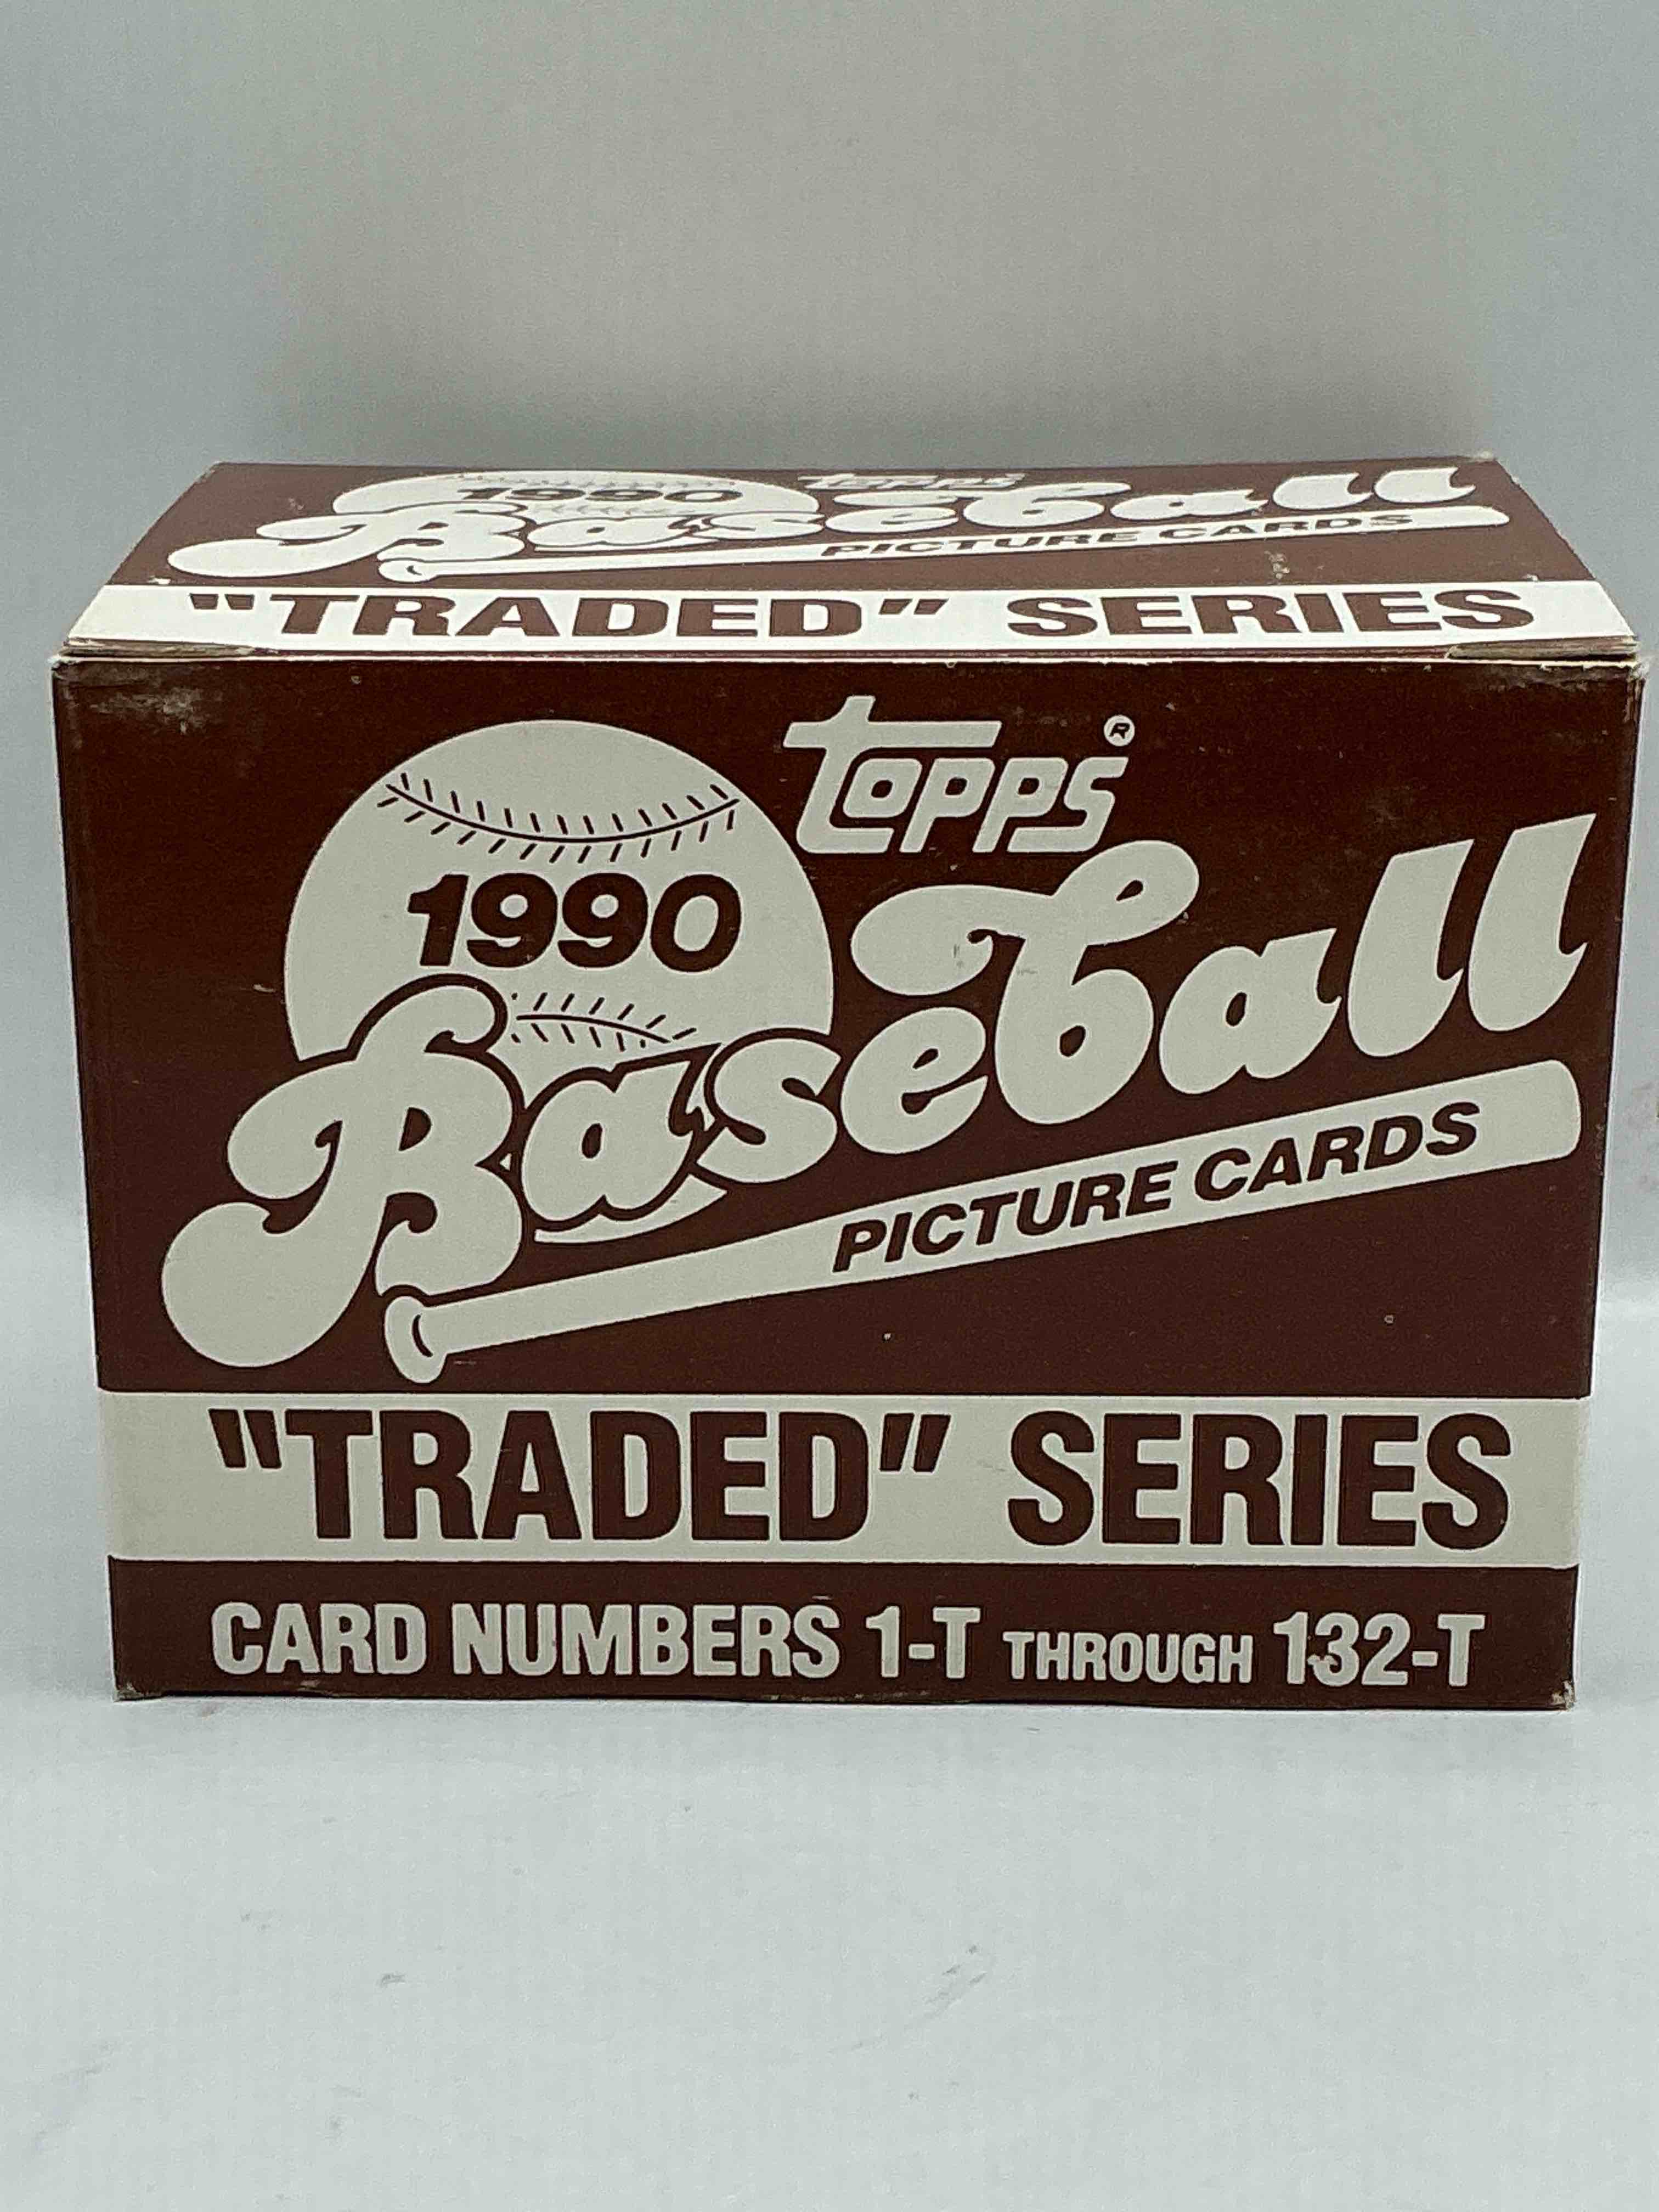 topps
1990
Baseball
PICTURE CARDS
"TRADED" SERIES
topps®
1990
Baseball
PICTURE CARDS
"TRADED" SERIES
CARD NUMBERS 1-T THROUGH 132-T